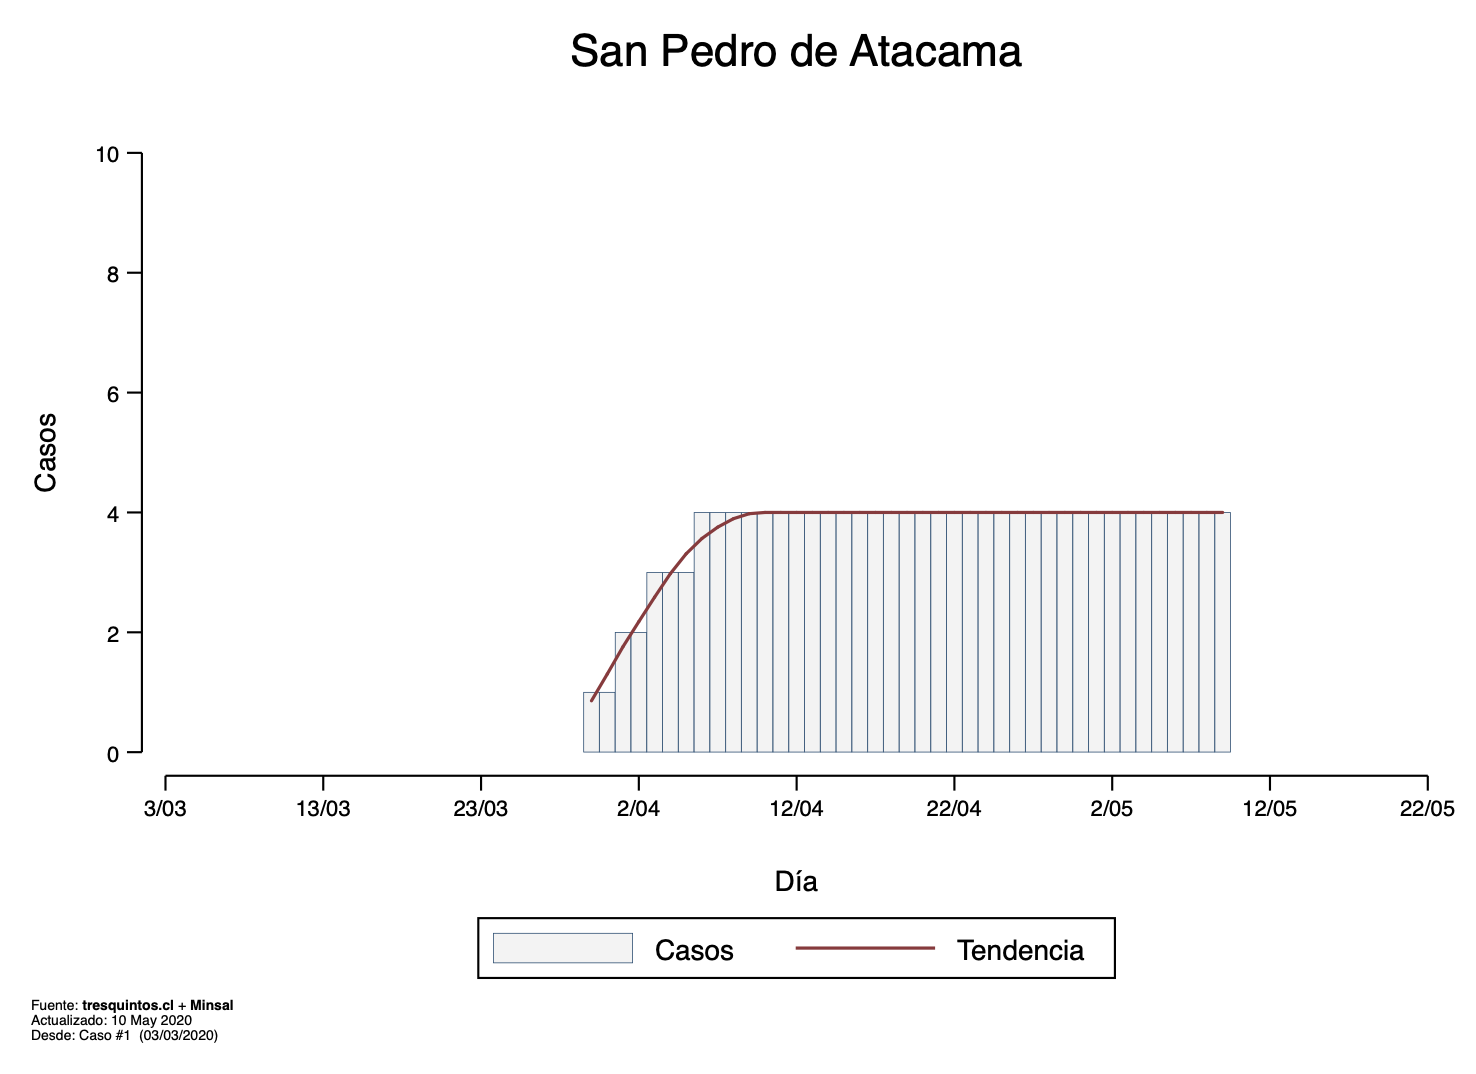 San Pedro de Atacama
10
8
6
4
2
0
Casos
3/03 13/03 23/03 2/04 12/04 22/04 2/05 12/05 22/05
Día
Casos Tendencia
Fuente: tresquintos.cl + Minsal
Actualizado: 10 May 2020
Desde: Caso #1 (03/03/2020)